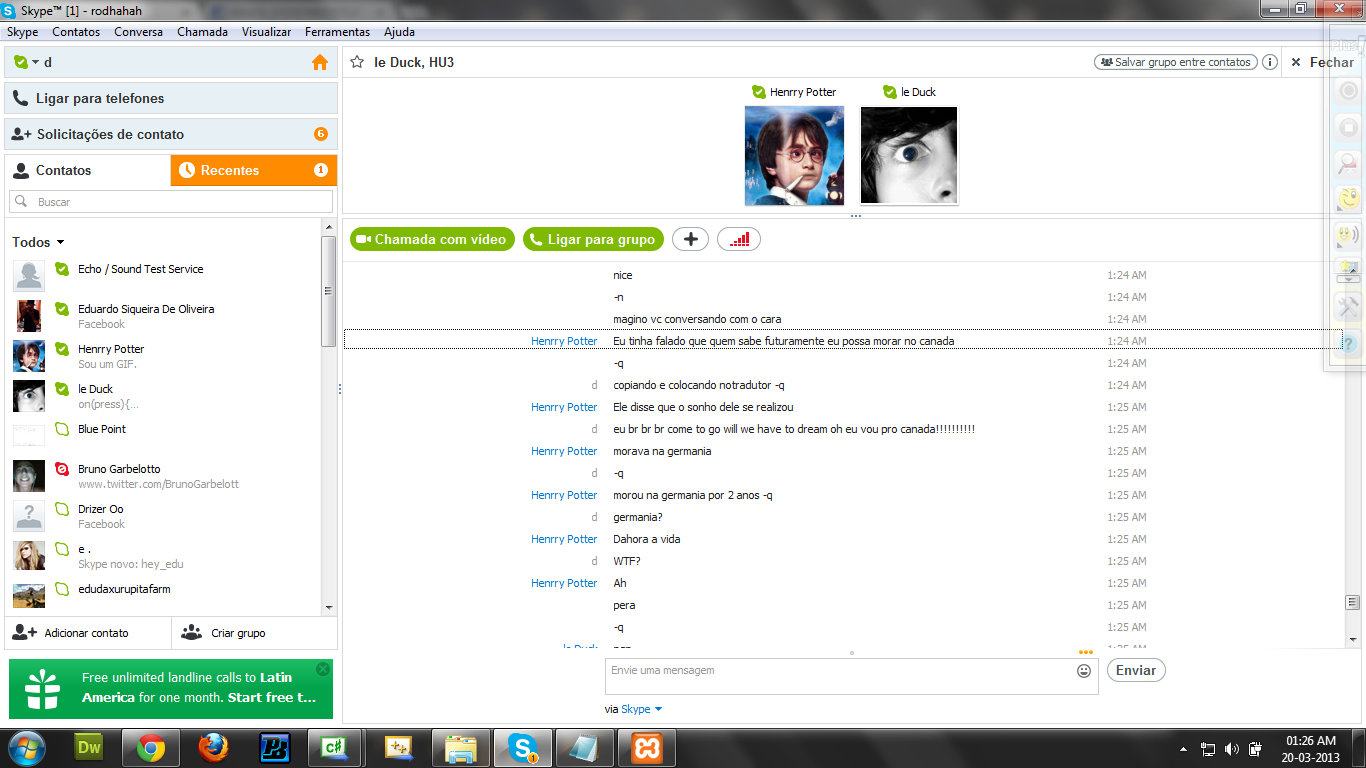 Skype™ [1] - rodhahah
Skype Contatos Conversa Chamada Visualizar Ferramentas Ajuda
d
Ligar para telefones
Solicitações de contato 6
Contatos
Recentes 1
Buscar
Todos
Echo / Sound Test Service
Eduardo Siqueira De Oliveira
Facebook
Henrry Potter
Sou um GIF.
le Duck
on(press){...
Blue Point
Bruno Garbelotto
www.twitter.com/BrunoGarbelott
Drizer Oo
Facebook
e .
Skype novo: hey_edu
edudaxurupitafarm
Adicionar contato
Criar grupo
Free unlimited landline calls to Latin
America for one month. Start free t...
le Duck, HU3
Salvar grupo entre contatos
Fechar
Plus!
Henrry Potter
le Duck
Chamada com vídeo
Ligar para grupo
nice 1:24 AM
-n 1:24 AM
magino vc conversando com o cara 1:24 AM
Henrry Potter Eu tinha falado que quem sabe futuramente eu possa morar no canada 1:24 AM
-q 1:24 AM
d copiando e colocando notradutor -q 1:24 AM
Henrry Potter Ele disse que o sonho dele se realizou 1:25 AM
d eu br br br come to go will we have to dream oh eu vou pro canada!!!!!!!!!! 1:25 AM
Henrry Potter morava na germania 1:25 AM
d -q 1:25 AM
Henrry Potter morou na germania por 2 anos -q 1:25 AM
d germania? 1:25 AM
Henrry Potter Dahora a vida 1:25 AM
d WTF? 1:25 AM
Henrry Potter Ah 1:25 AM
pera 1:25 AM
-q 1:25 AM
le Duck 1:25 AM
Envie uma mensagem
Enviar
via Skype
Dw
C#
1
01:26 AM
20-03-2013